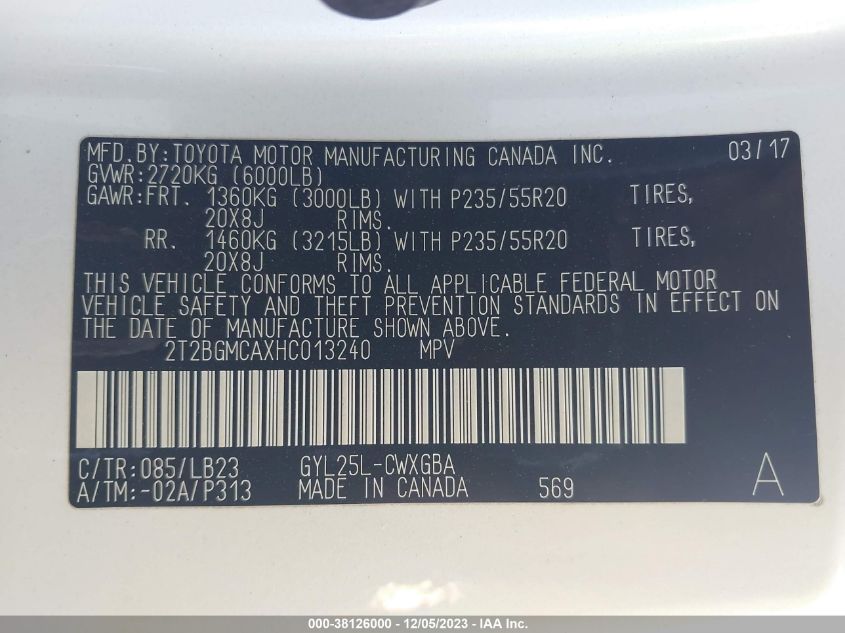 MFD.BY:TOYOTA MOTOR MANUFACTURING CANADA INC. 03/17
GVWR:2720KG (6000LB)
GAWR:FRT. 1360KG (3000LB) WITH P235/55R20 TIRES,
20X8J RIMS.
RR. 1460KG (3215LB) WITH P235/55R20 TIRES,
20X8J RIMS.
THIS VEHICLE CONFORMS TO ALL APPLICABLE FEDERAL MOTOR
VEHICLE SAFETY AND THEFT PREVENTION STANDARDS IN EFFECT ON
THE DATE OF MANUFACTURE SHOWN ABOVE.
2T2BGMCAXHC013240 MPV
C/TR:085/LB23 GYL25L-CWXGBA
A/TM:-02A/P313 MADE IN CANADA 569 A
000-38126000 - 12/05/2023 - IAA Inc.